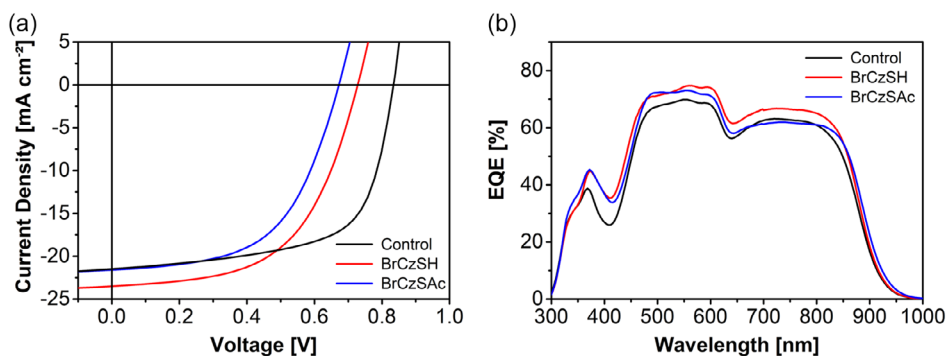 (a)
Current Density [mA cm⁻²]
5
0
-5
-10
-15
-20
-25
Control
BrCzSH
BrCzSAc
0.0 0.2 0.4 0.6 0.8 1.0
Voltage [V]
(b)
EQE [%]
80
60
40
20
0
Control
BrCzSH
BrCzSAc
300 400 500 600 700 800 900 1000
Wavelength [nm]